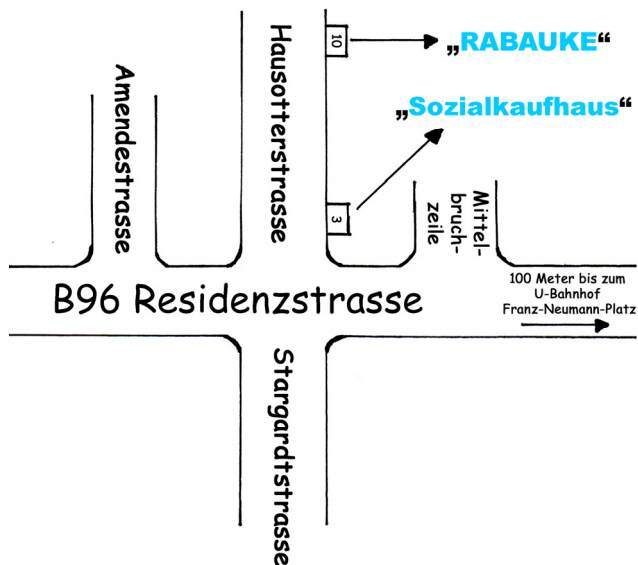 10
„RABAUKE“
Hausotterstrasse
Amendestrasse
„Sozialkaufhaus“
3
Mittel-
bruch-
zeile
B96 Residenzstrasse
100 Meter bis zum
U-Bahnhof
Franz-Neumann-Platz
Stargardtstrasse